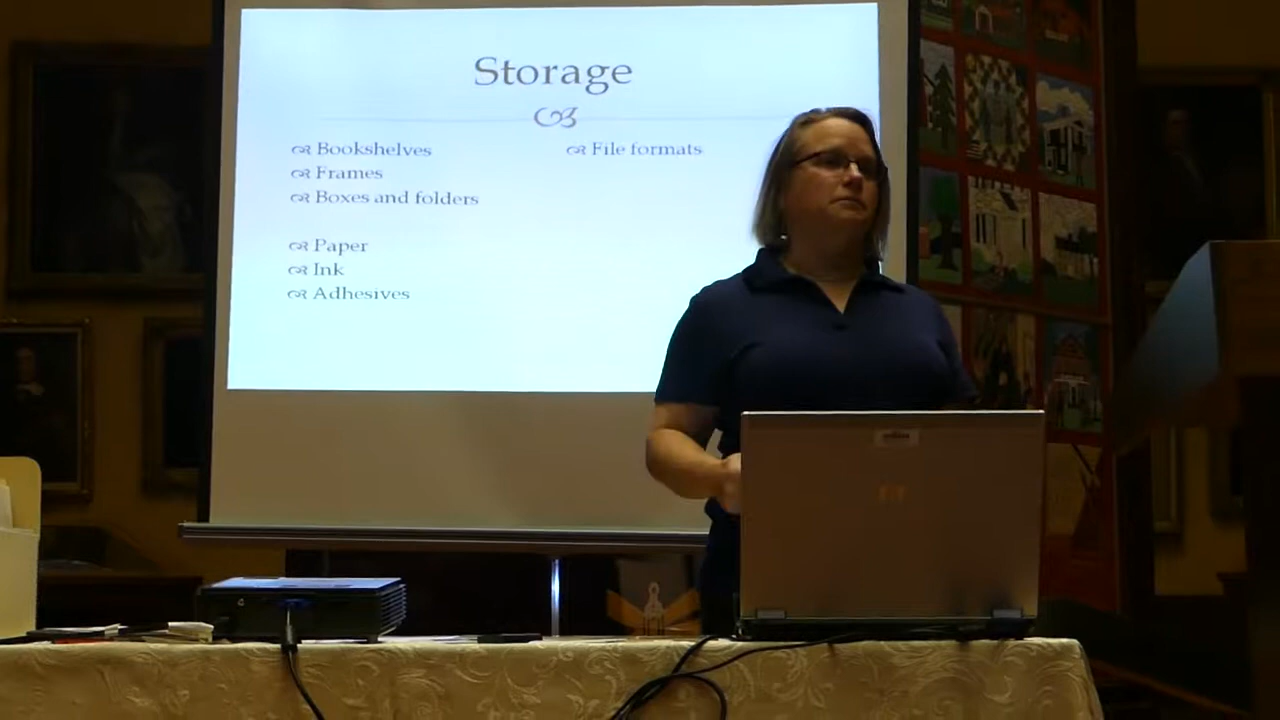 Storage
Bookshelves
Frames
Boxes and folders
Paper
Ink
Adhesives
File formats